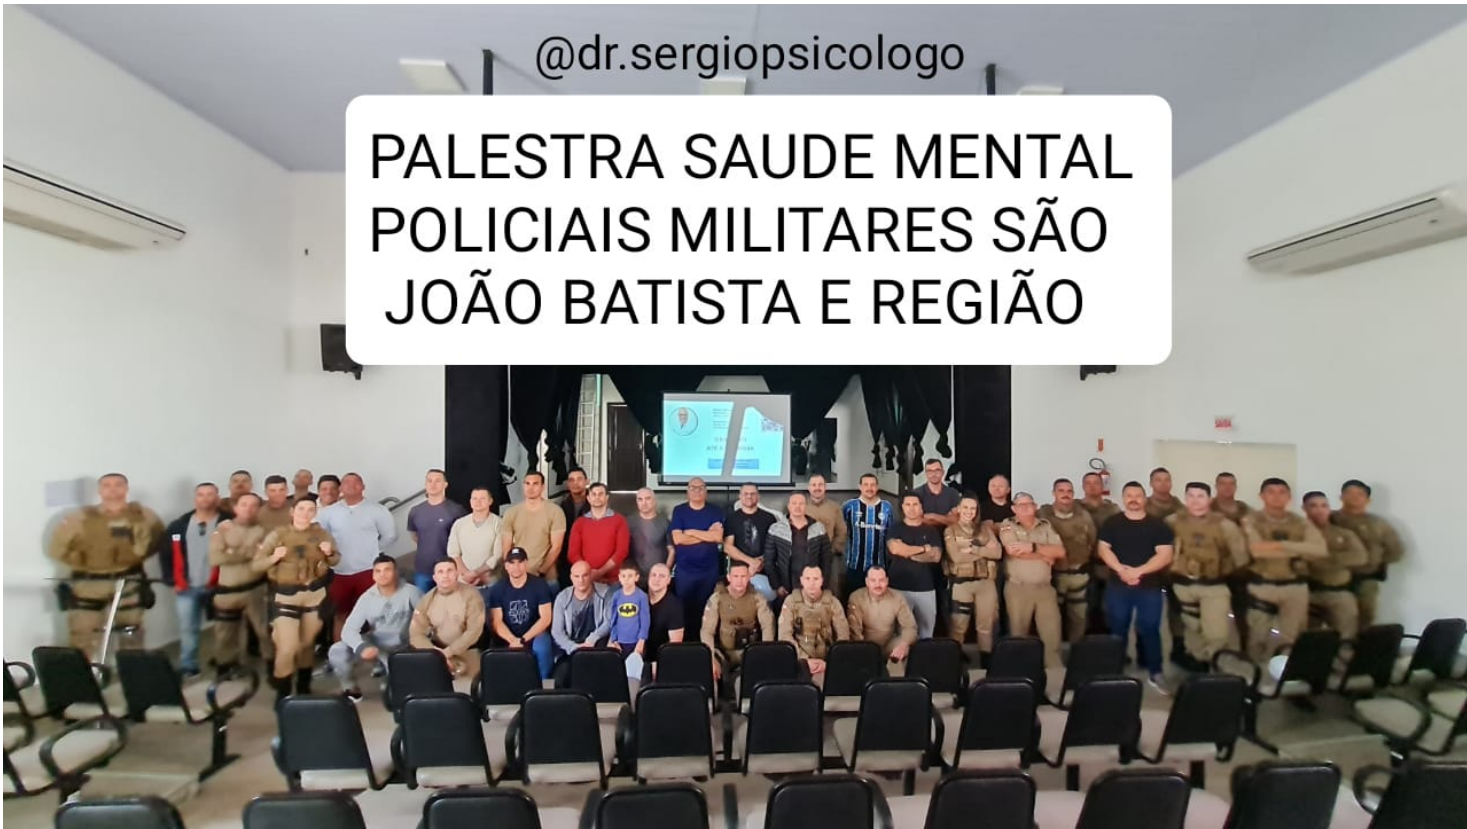 @dr.sergiopsicologo
PALESTRA SAUDE MENTAL
POLICIAIS MILITARES SÃO
JOÃO BATISTA E REGIÃO